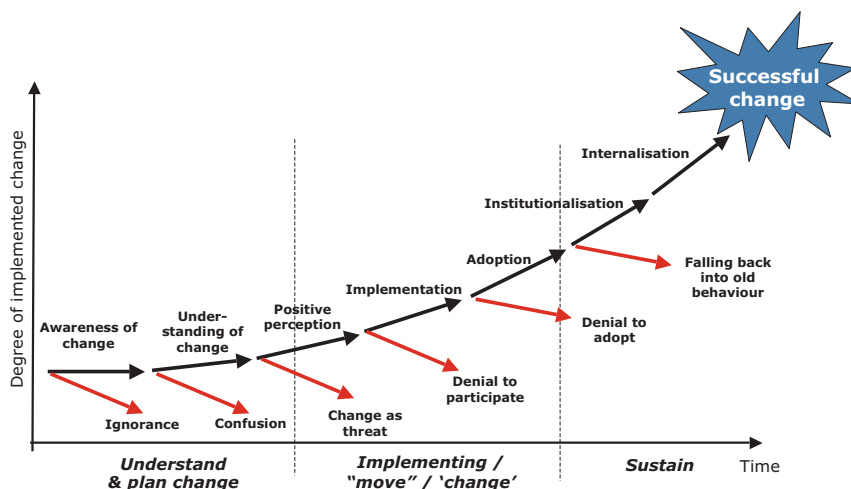 Successful
change
Degree of implemented change
Internalisation
Institutionalisation
Adoption
Falling back
into old
behaviour
Implementation
Positive
perception
Under-
standing of
change
Awareness of
change
Denial to
adopt
Denial to
participate
Change as
threat
Confusion
Ignorance
Understand
& plan change
Implementing /
“move” / ‘change’
Sustain
Time